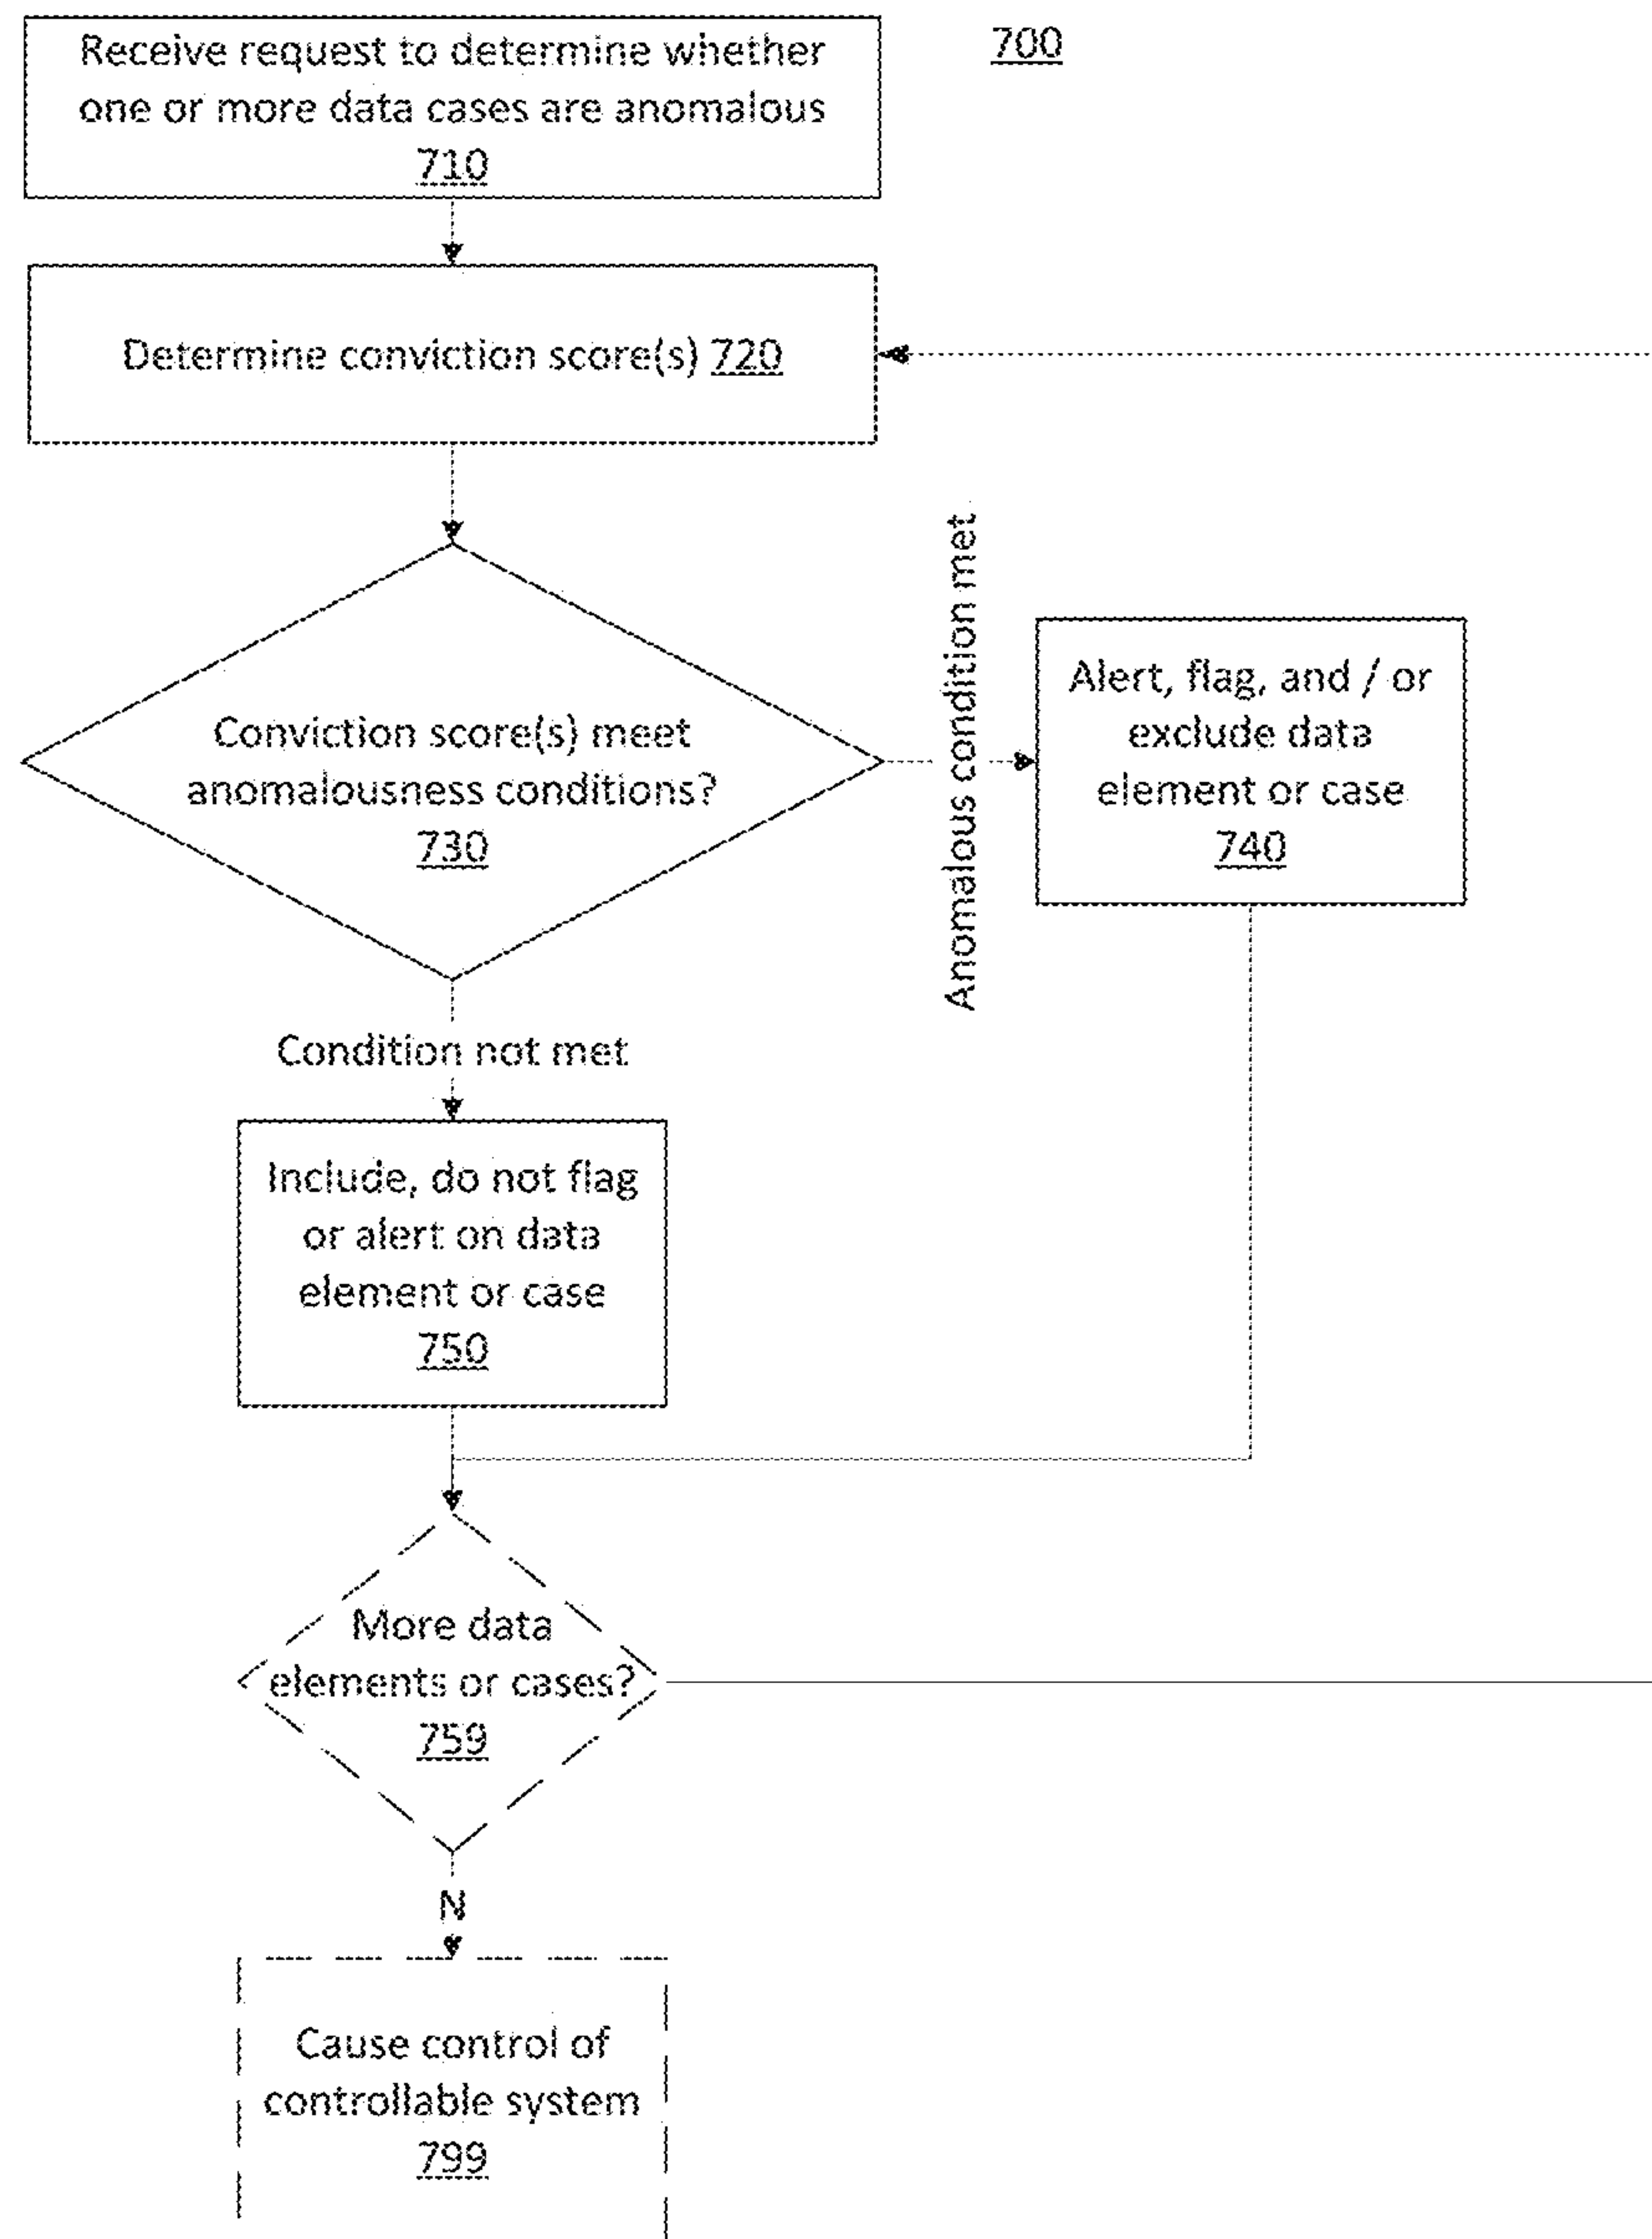 700
Receive request to determine whether
one or more data cases are anomalous
710
Determine conviction score(s) 720
Conviction score(s) meet
anomalousness conditions?
730
Anomalous condition met
Alert, flag, and / or
exclude data
element or case
740
Condition not met
Include, do not flag
or alert on data
element or case
750
More data
elements or cases?
759
N
Cause control of
controllable system
799